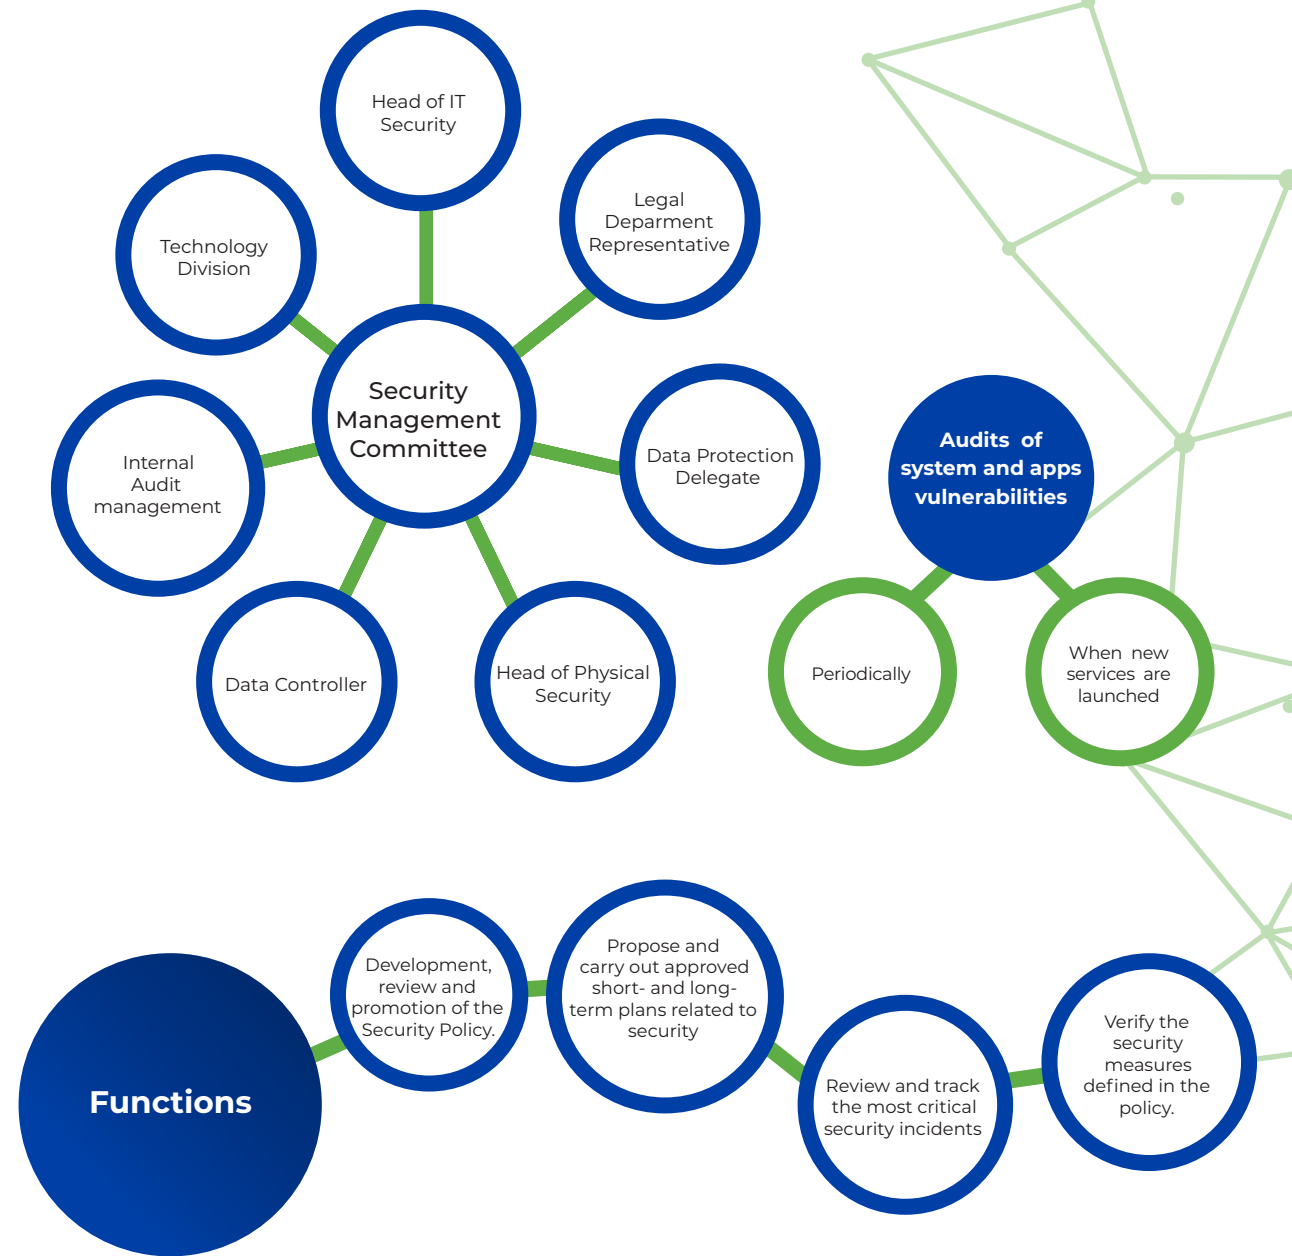 Head of IT
Security
Legal
Deparment
Representative
Technology
Division
Security
Management
Committee
Data Protection
Delegate
Internal
Audit
management
Data Controller
Head of Physical
Security
Audits of
system and apps
vulnerabilities
Periodically
When new
services are
launched
Functions
Development,
review and
promotion of the
Security Policy.
Propose and
carry out approved
short- and long-
term plans related to
security
Review and track
the most critical
security incidents
Verify the
security
measures
defined in the
policy.